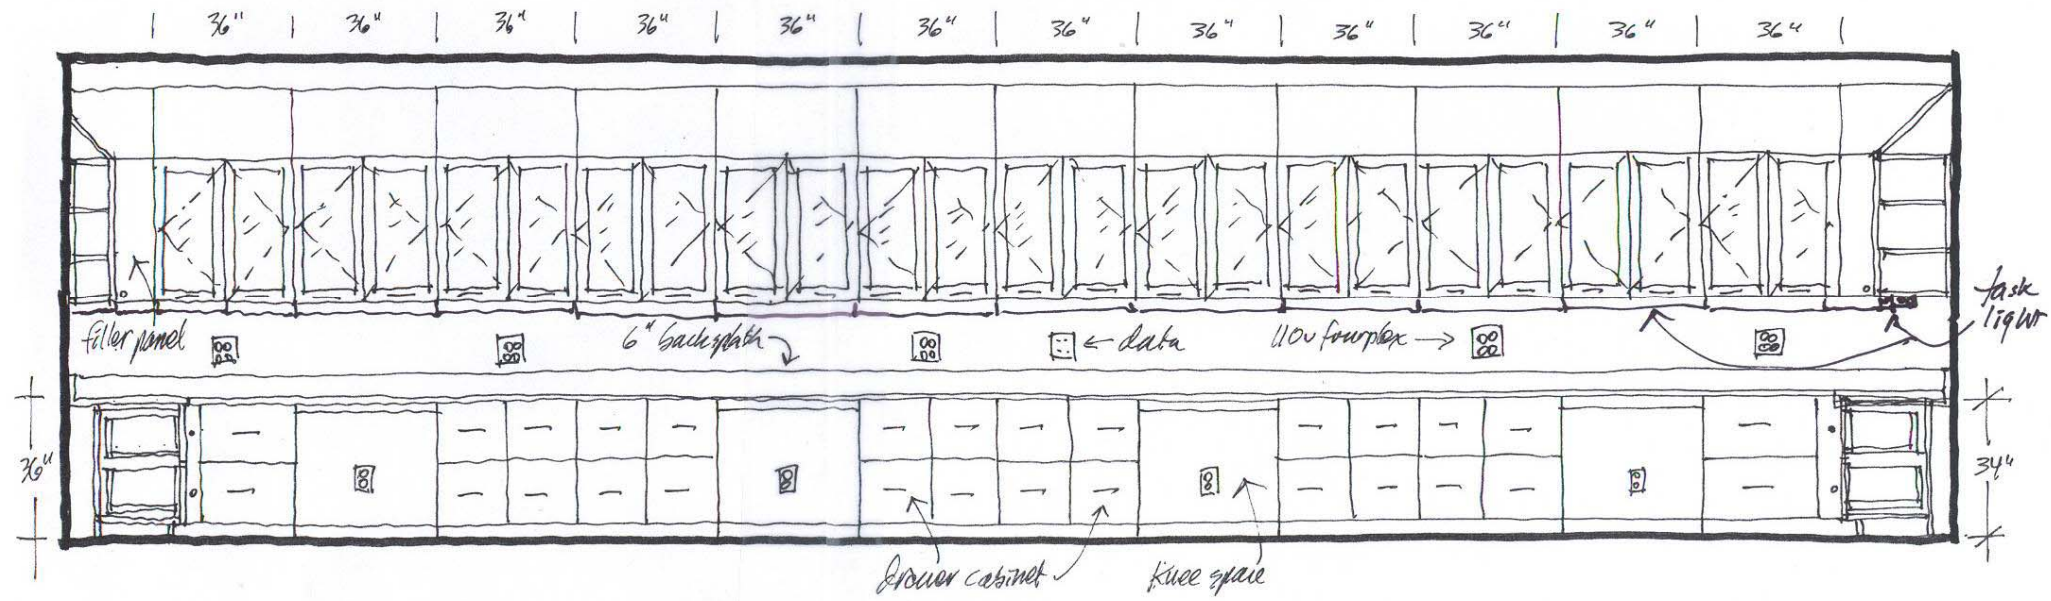 36" 36" 36" 36" 36" 36" 36" 36" 36" 36" 36" 36"
task
light
filler panel
6" backsplash
data
110v fourplex
36"
34"
Drawer cabinet
Knee space